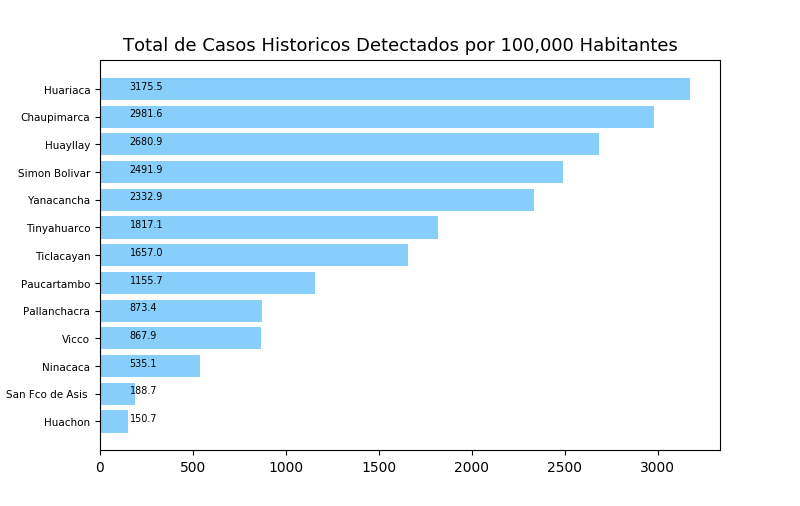 Total de Casos Historicos Detectados por 100,000 Habitantes
Huariaca 3175.5
Chaupimarca 2981.6
Huayllay 2680.9
Simon Bolivar 2491.9
Yanacancha 2332.9
Tinyahuarco 1817.1
Ticlacayan 1657.0
Paucartambo 1155.7
Pallanchacra 873.4
Vicco 867.9
Ninacaca 535.1
San Fco de Asis 188.7
Huachon 150.7
0 500 1000 1500 2000 2500 3000